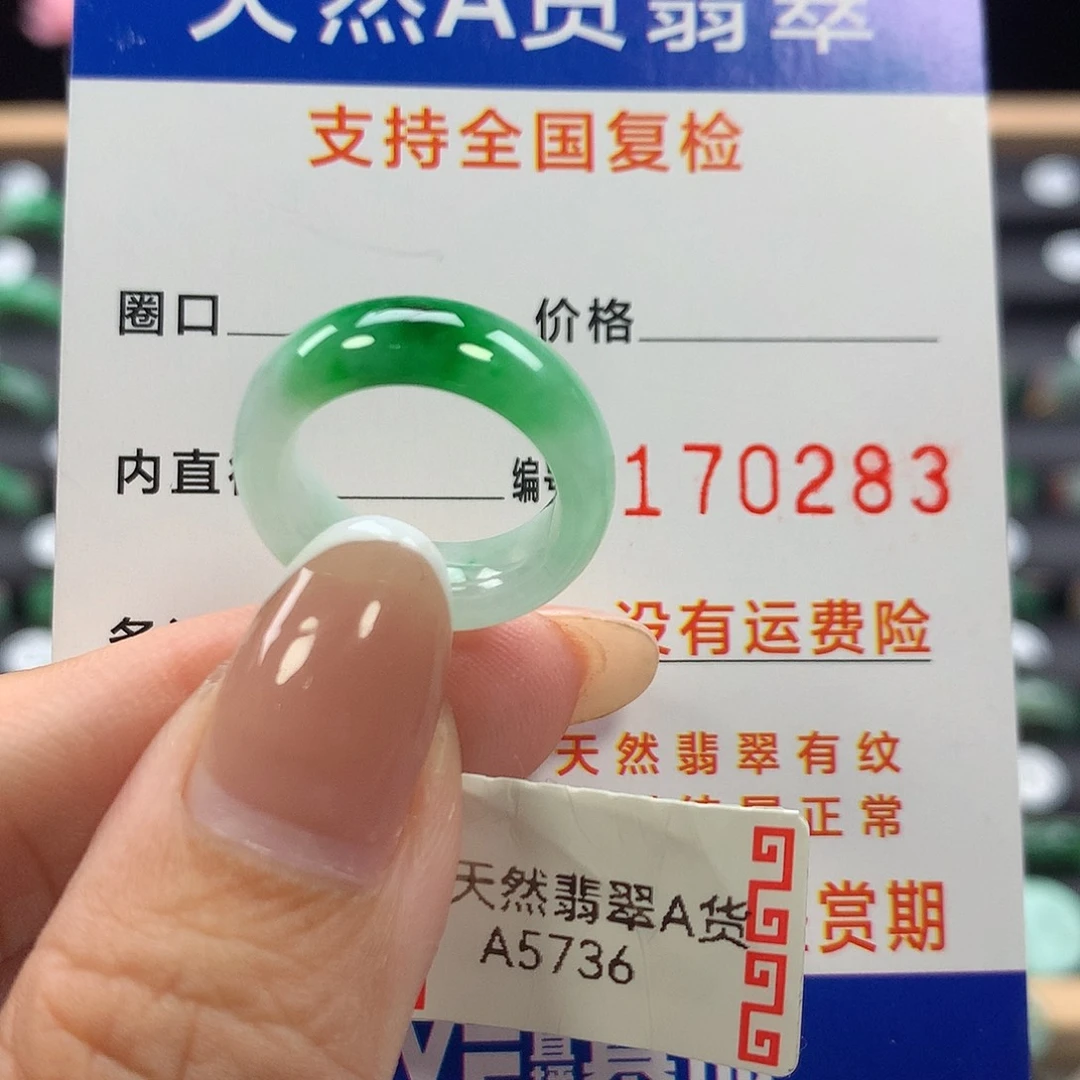 天然A货翡翠
支持全国复检
圈口 价格
内直 编号 170283
没有运费险
天然翡翠有纹
正常
赏期
天然翡翠A货
A5736